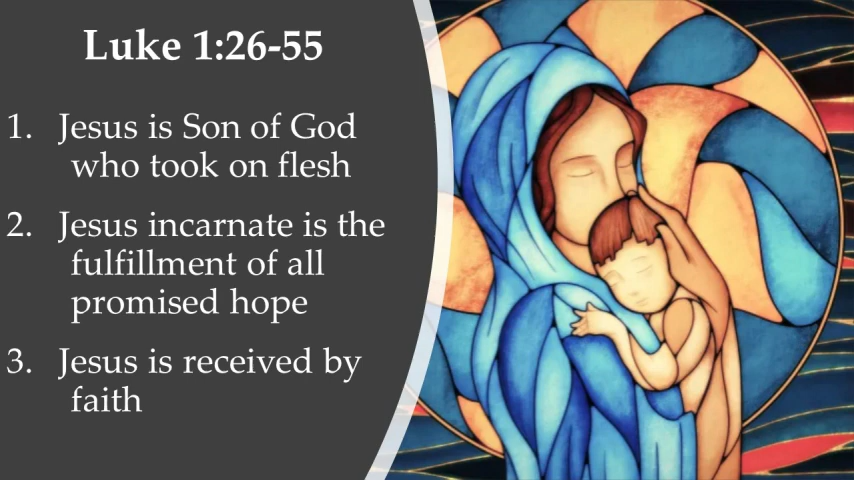 Luke 1:26-55
1. Jesus is Son of God
who took on flesh
2. Jesus incarnate is the
fulfillment of all
promised hope
3. Jesus is received by
faith